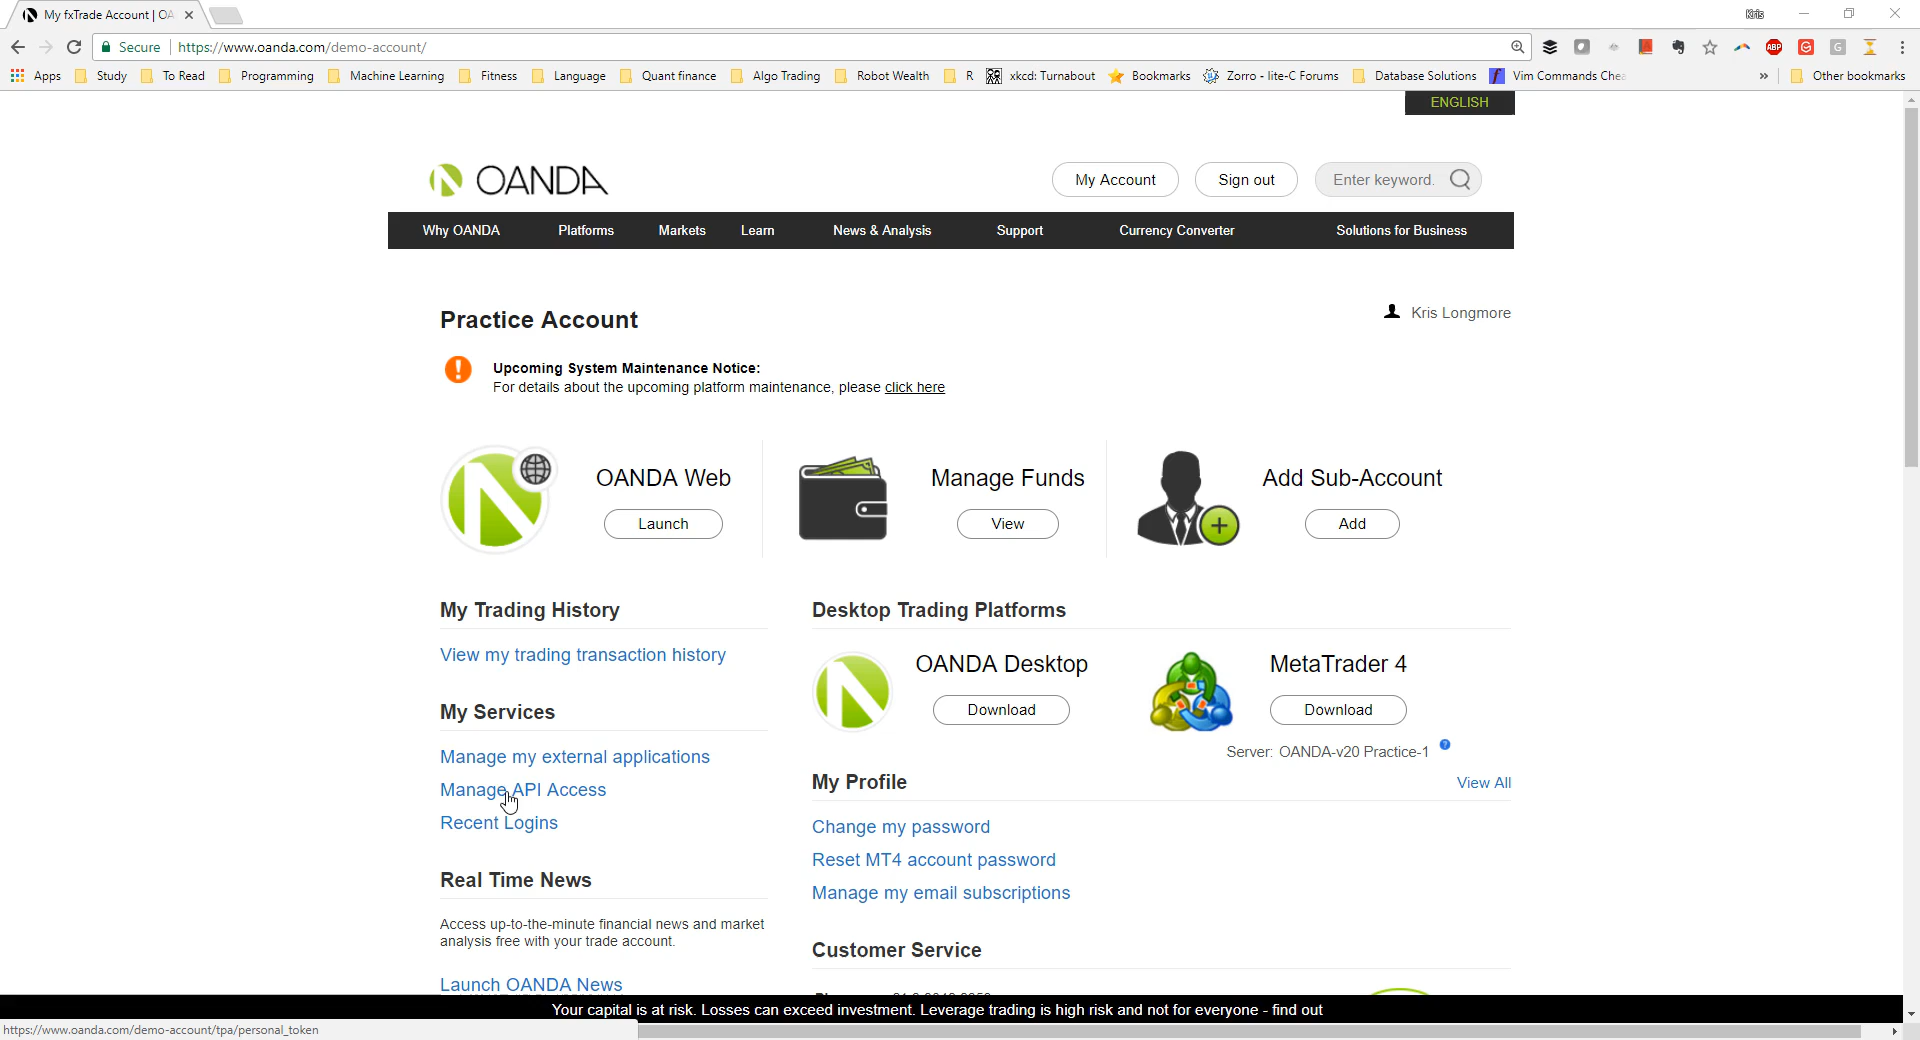 My fxTrade Account | OA
Kris
Secure https://www.oanda.com/demo-account/
Apps Study To Read Programming Machine Learning Fitness Language Quant finance Algo Trading Robot Wealth R xkcd: Turnabout Bookmarks Zorro - lite-C Forums Database Solutions Vim Commands Chea » Other bookmarks
ENGLISH
OANDA
My Account Sign out Enter keyword.
Why OANDA Platforms Markets Learn News & Analysis Support Currency Converter Solutions for Business
Practice Account
Kris Longmore
Upcoming System Maintenance Notice:
For details about the upcoming platform maintenance, please click here
OANDA Web Manage Funds Add Sub-Account
Launch View Add
My Trading History
View my trading transaction history
My Services
Manage my external applications
Manage API Access
Recent Logins
Real Time News
Access up-to-the-minute financial news and market
analysis free with your trade account.
Launch OANDA News
Desktop Trading Platforms
OANDA Desktop MetaTrader 4
Download Download
Server: OANDA-v20 Practice-1 ?
My Profile View All
Change my password
Reset MT4 account password
Manage my email subscriptions
Customer Service
Your capital is at risk. Losses can exceed investment. Leverage trading is high risk and not for everyone - find out
https://www.oanda.com/demo-account/tpa/personal_token